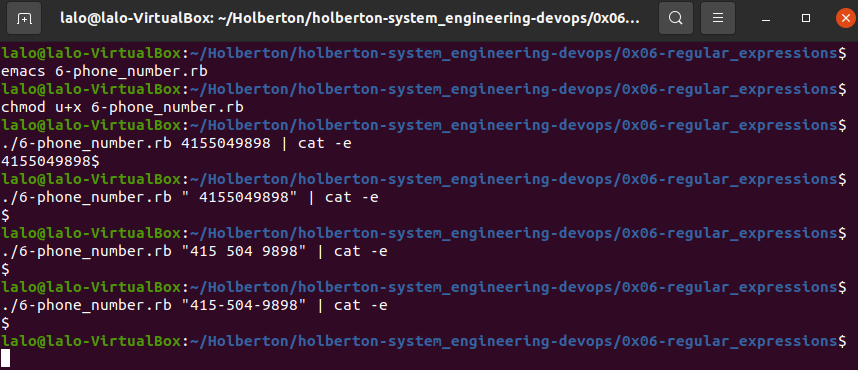 lalo@lalo-VirtualBox: ~/Holberton/holberton-system_engineering-devops/0x06...
lalo@lalo-VirtualBox:~/Holberton/holberton-system_engineering-devops/0x06-regular_expressions$
emacs 6-phone_number.rb
lalo@lalo-VirtualBox:~/Holberton/holberton-system_engineering-devops/0x06-regular_expressions$
chmod u+x 6-phone_number.rb
lalo@lalo-VirtualBox:~/Holberton/holberton-system_engineering-devops/0x06-regular_expressions$
./6-phone_number.rb 4155049898 | cat -e
4155049898$
lalo@lalo-VirtualBox:~/Holberton/holberton-system_engineering-devops/0x06-regular_expressions$
./6-phone_number.rb " 4155049898" | cat -e
$
lalo@lalo-VirtualBox:~/Holberton/holberton-system_engineering-devops/0x06-regular_expressions$
./6-phone_number.rb "415 504 9898" | cat -e
$
lalo@lalo-VirtualBox:~/Holberton/holberton-system_engineering-devops/0x06-regular_expressions$
./6-phone_number.rb "415-504-9898" | cat -e
$
lalo@lalo-VirtualBox:~/Holberton/holberton-system_engineering-devops/0x06-regular_expressions$